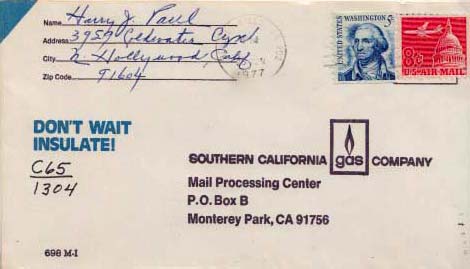 Name Harry J. Paul
Address 3959 Coldwater Cyn
City N. Hollywood, Calif
Zip Code 91604
1977
UNITED STATES
WASHINGTON 5c
8c
U.S. AIR MAIL
DON'T WAIT
INSULATE!
C65
1304
SOUTHERN CALIFORNIA gas COMPANY
Mail Processing Center
P.O. Box B
Monterey Park, CA 91756
698 M-I